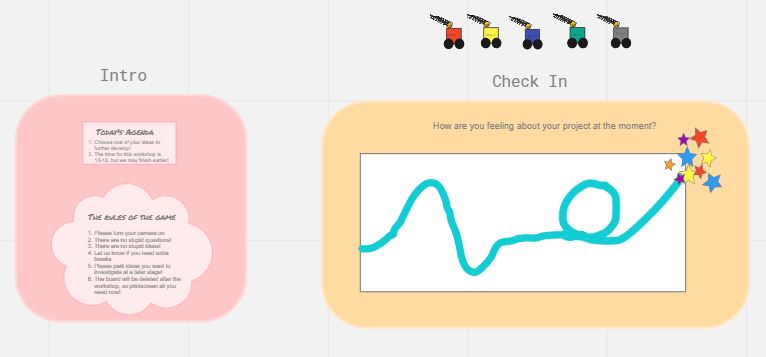 Intro
Today's Agenda
1. Choose one of your ideas to
further develop!
2. The time for this workshop is
13-16, but we may finish earlier!
The rules of the game
1. Please turn your camera on
2. There are no stupid questions!
3. There are no stupid ideas!
4. Let us know if you need extra
breaks
5. Please park ideas you want to
investigate at a later stage!
6. The board will be deleted after the
workshop, so printscreen all you
need now!
Check In
How are you feeling about your project at the moment?